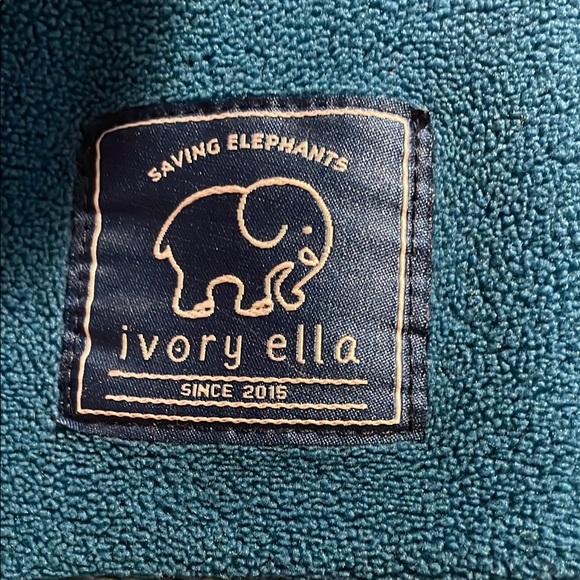 SAVING ELEPHANTS
ivory ella
SINCE 2015